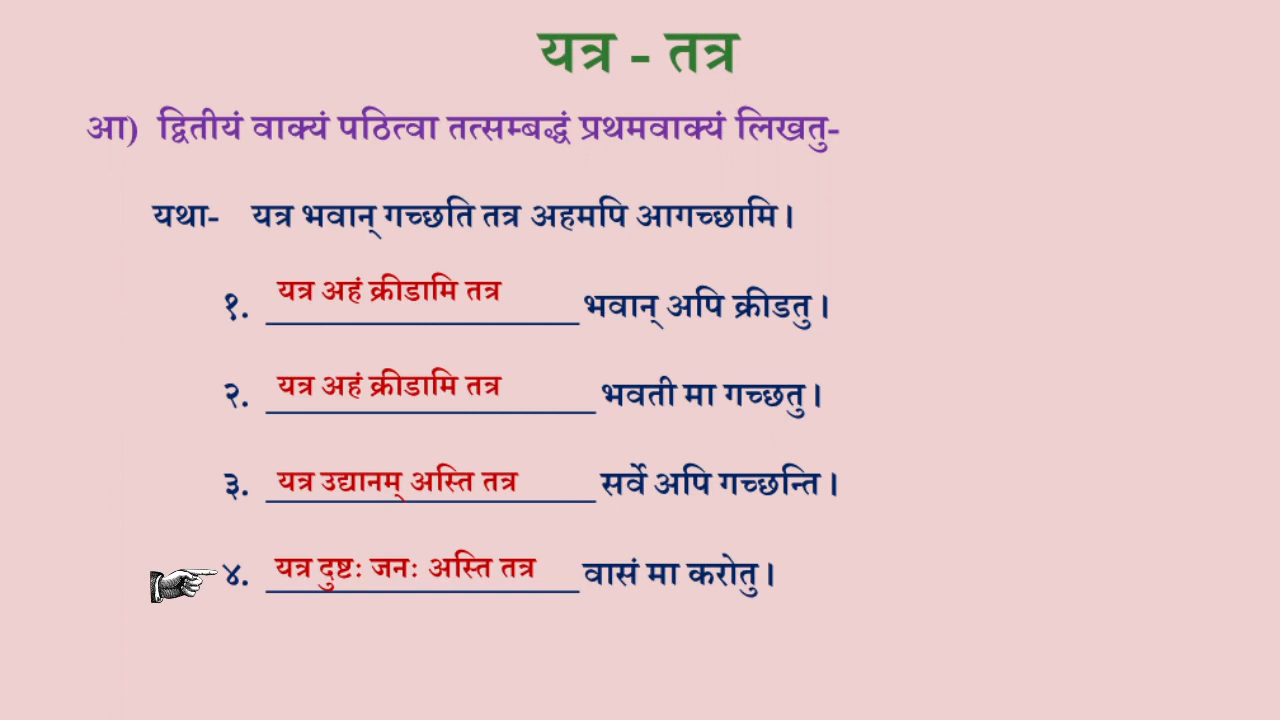 यत्र - तत्र
आ) द्वितीयं वाक्यं पठित्वा तत्सम्बद्धं प्रथमवाक्यं लिखतु-
यथा- यत्र भवान् गच्छति तत्र अहमपि आगच्छामि।
१. यत्र अहं क्रीडामि तत्र भवान् अपि क्रीडतु।
२. यत्र अहं क्रीडामि तत्र भवती मा गच्छतु।
३. यत्र उद्यानम् अस्ति तत्र सर्वे अपि गच्छन्ति।
४. यत्र दुष्टः जनः अस्ति तत्र वासं मा करोतु।